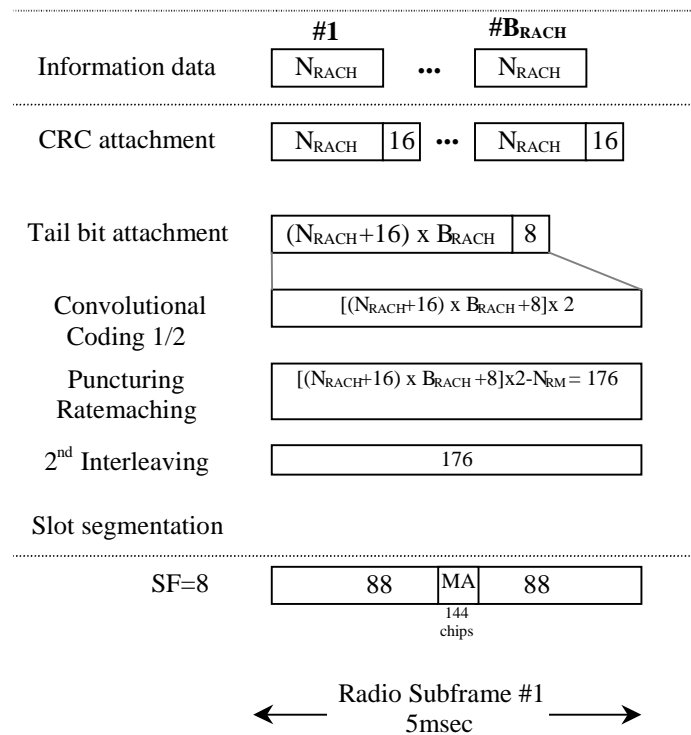 #1 #BRACH
Information data NRACH ••• NRACH
CRC attachment NRACH 16 ••• NRACH 16
Tail bit attachment (NRACH+16) x BRACH 8
Convolutional [(NRACH+16) x BRACH +8]x 2
Coding 1/2
Puncturing [(NRACH+16) x BRACH +8]x2-NRM = 176
Ratemaching
2nd Interleaving 176
Slot segmentation
SF=8 88 MA 88
144
chips
Radio Subframe #1
5msec